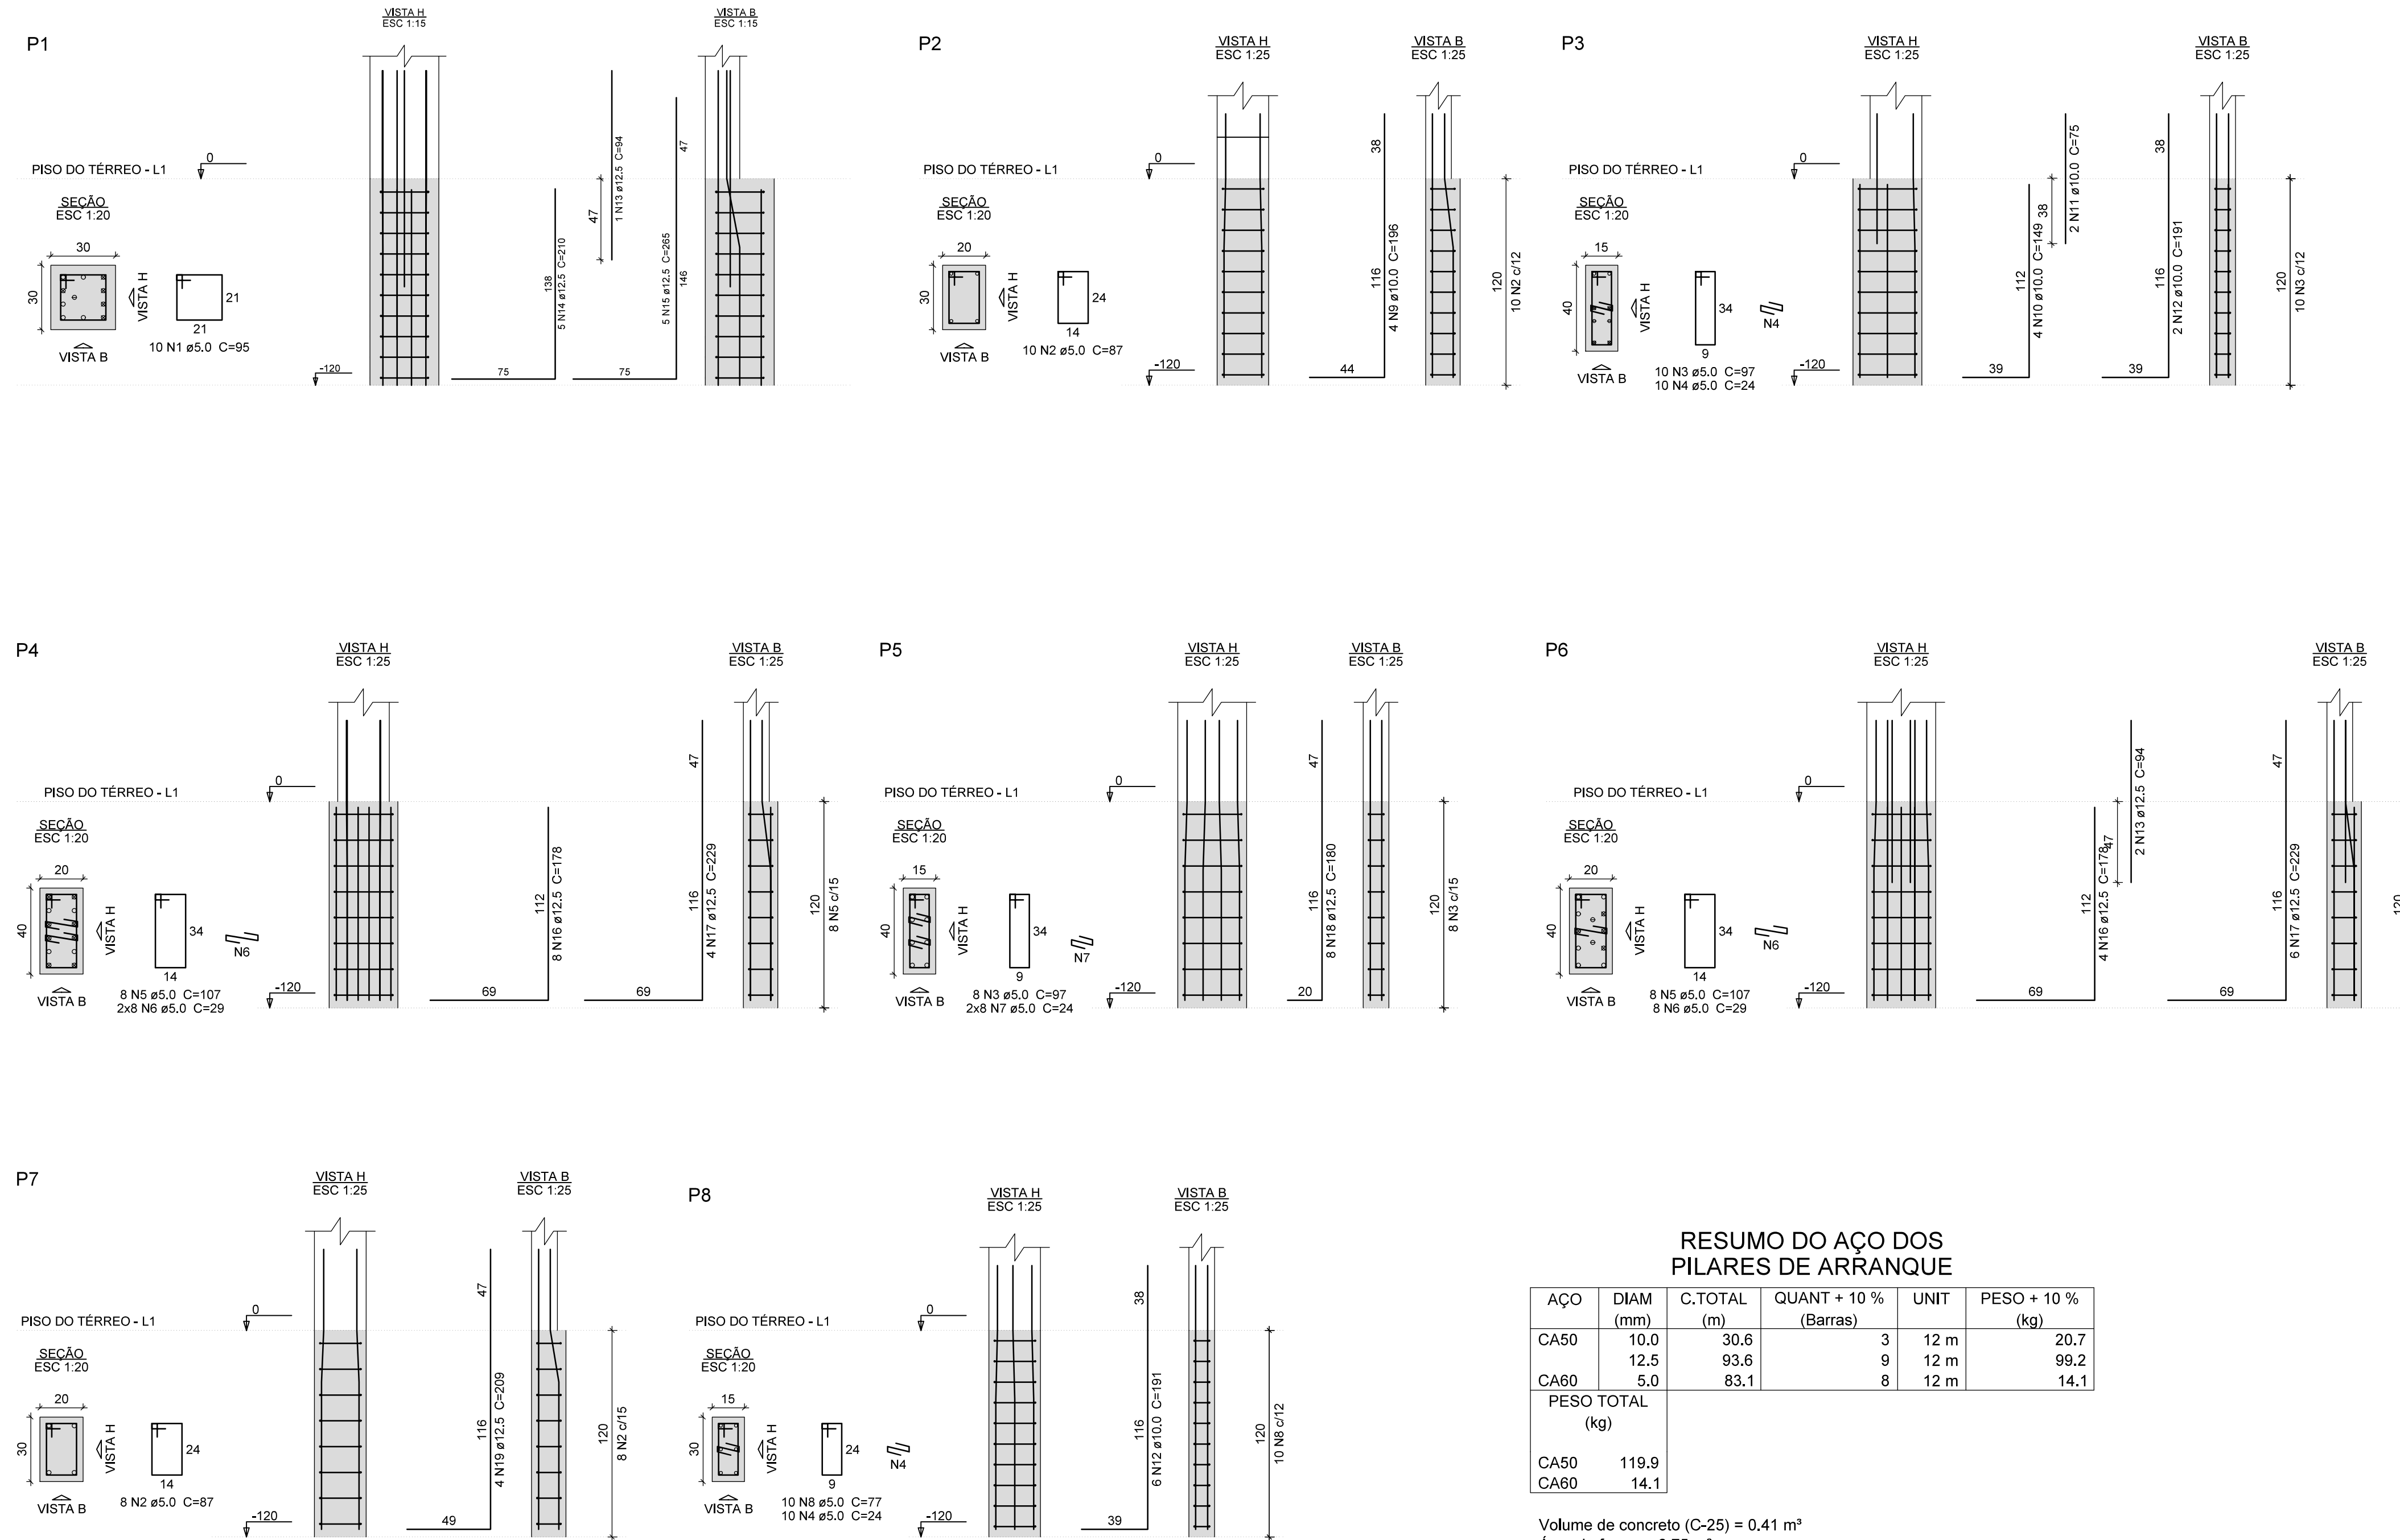 P1
VISTA H
ESC 1:15
VISTA B
ESC 1:15
PISO DO TÉRREO - L1
0
SEÇÃO
ESC 1:20
30
30
VISTA H
VISTA B
21
21
10 N1 ø5.0 C=95
-120
75
138
5 N14 ø12.5 C=210
47
1 N13 ø12.5 C=94
75
47
146
5 N15 ø12.5 C=265
P2
VISTA H
ESC 1:25
VISTA B
ESC 1:25
PISO DO TÉRREO - L1
0
SEÇÃO
ESC 1:20
20
30
VISTA H
VISTA B
24
14
10 N2 ø5.0 C=87
-120
44
38
116
4 N9 ø10.0 C=196
120
10 N2 c/12
P3
VISTA H
ESC 1:25
VISTA B
ESC 1:25
PISO DO TÉRREO - L1
0
SEÇÃO
ESC 1:20
15
40
VISTA H
VISTA B
34
9
N4
10 N3 ø5.0 C=97
10 N4 ø5.0 C=24
-120
39
112
4 N10 ø10.0 C=149
38
2 N11 ø10.0 C=75
39
38
116
2 N12 ø10.0 C=191
120
10 N3 c/12
P4
VISTA H
ESC 1:25
VISTA B
ESC 1:25
PISO DO TÉRREO - L1
0
SEÇÃO
ESC 1:20
20
40
VISTA H
VISTA B
34
14
N6
8 N5 ø5.0 C=107
2x8 N6 ø5.0 C=29
-120
69
112
8 N16 ø12.5 C=178
69
47
116
4 N17 ø12.5 C=229
120
8 N5 c/15
P5
VISTA H
ESC 1:25
VISTA B
ESC 1:25
PISO DO TÉRREO - L1
0
SEÇÃO
ESC 1:20
15
40
VISTA H
VISTA B
34
9
N7
8 N3 ø5.0 C=97
2x8 N7 ø5.0 C=24
-120
20
47
116
8 N18 ø12.5 C=180
120
8 N3 c/15
P6
VISTA H
ESC 1:25
VISTA B
ESC 1:25
PISO DO TÉRREO - L1
0
SEÇÃO
ESC 1:20
20
40
VISTA H
VISTA B
34
14
N6
8 N5 ø5.0 C=107
8 N6 ø5.0 C=29
-120
69
112
4 N16 ø12.5 C=178
47
2 N13 ø12.5 C=94
69
47
116
6 N17 ø12.5 C=229
120
P7
VISTA H
ESC 1:25
VISTA B
ESC 1:25
PISO DO TÉRREO - L1
0
SEÇÃO
ESC 1:20
20
30
VISTA H
VISTA B
24
14
8 N2 ø5.0 C=87
-120
49
47
116
4 N19 ø12.5 C=209
120
8 N2 c/15
P8
VISTA H
ESC 1:25
VISTA B
ESC 1:25
PISO DO TÉRREO - L1
0
SEÇÃO
ESC 1:20
15
30
VISTA H
VISTA B
24
9
N4
10 N8 ø5.0 C=77
10 N4 ø5.0 C=24
-120
39
38
116
6 N12 ø10.0 C=191
120
10 N8 c/12
RESUMO DO AÇO DOS
PILARES DE ARRANQUE
AÇO DIAM C.TOTAL QUANT + 10 % UNIT PESO + 10 %
(mm) (m) (Barras) (kg)
CA50 10.0 30.6 3 12 m 20.7
12.5 93.6 9 12 m 99.2
CA60 5.0 83.1 8 12 m 14.1
PESO TOTAL
(kg)
CA50 119.9
CA60 14.1
Volume de concreto (C-25) = 0.41 m³